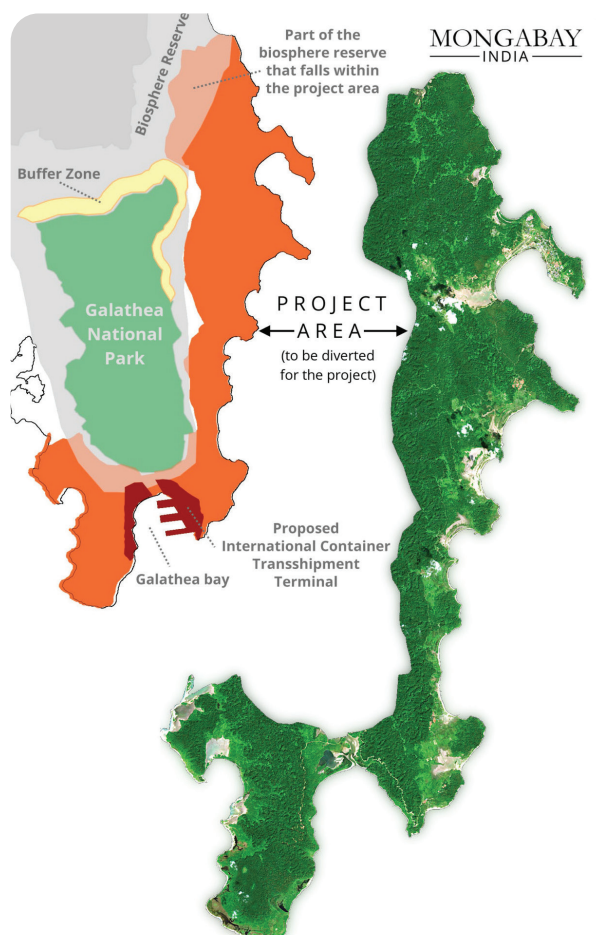 MONGABAY
INDIA
Part of the
biosphere reserve
that falls within
the project area
Biosphere Reserve
Buffer Zone
Galathea
National
Park
PROJECT
AREA
(to be diverted
for the project)
Proposed
International Container
Transshipment
Terminal
Galathea bay